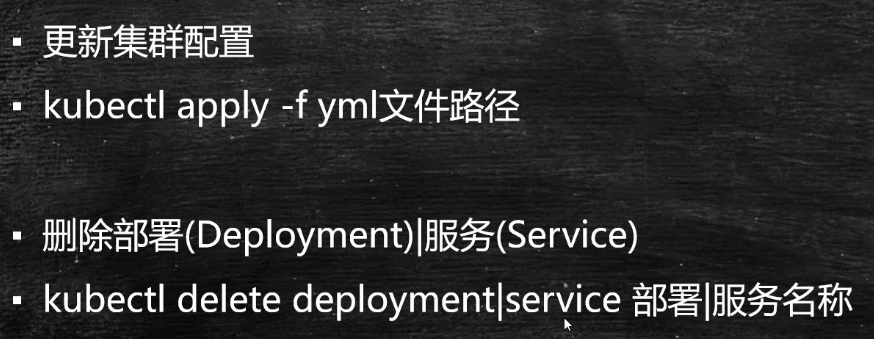 ▪ 更新集群配置
▪ kubectl apply -f yml文件路径
▪ 删除部署(Deployment)|服务(Service)
▪ kubectl delete deployment|service 部署|服务名称